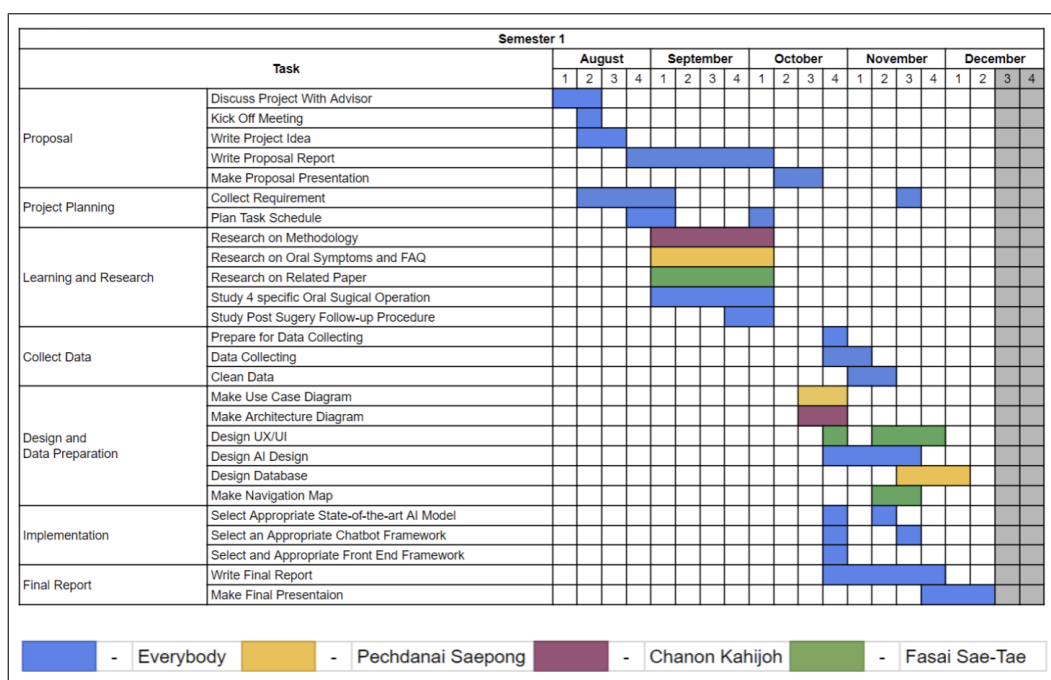 Semester 1
Task
August September October November December
1 2 3 4 1 2 3 4 1 2 3 4 1 2 3 4 1 2 3 4
Proposal
Discuss Project With Advisor
Kick Off Meeting
Write Project Idea
Write Proposal Report
Make Proposal Presentation
Project Planning
Collect Requirement
Plan Task Schedule
Learning and Research
Research on Methodology
Research on Oral Symptoms and FAQ
Research on Related Paper
Study 4 specific Oral Sugical Operation
Study Post Sugery Follow-up Procedure
Collect Data
Prepare for Data Collecting
Data Collecting
Clean Data
Design and
Data Preparation
Make Use Case Diagram
Make Architecture Diagram
Design UX/UI
Design AI Design
Design Database
Make Navigation Map
Implementation
Select Appropriate State-of-the-art AI Model
Select an Appropriate Chatbot Framework
Select and Appropriate Front End Framework
Final Report
Write Final Report
Make Final Presentaion
- Everybody - Pechdanai Saepong - Chanon Kahijoh - Fasai Sae-Tae